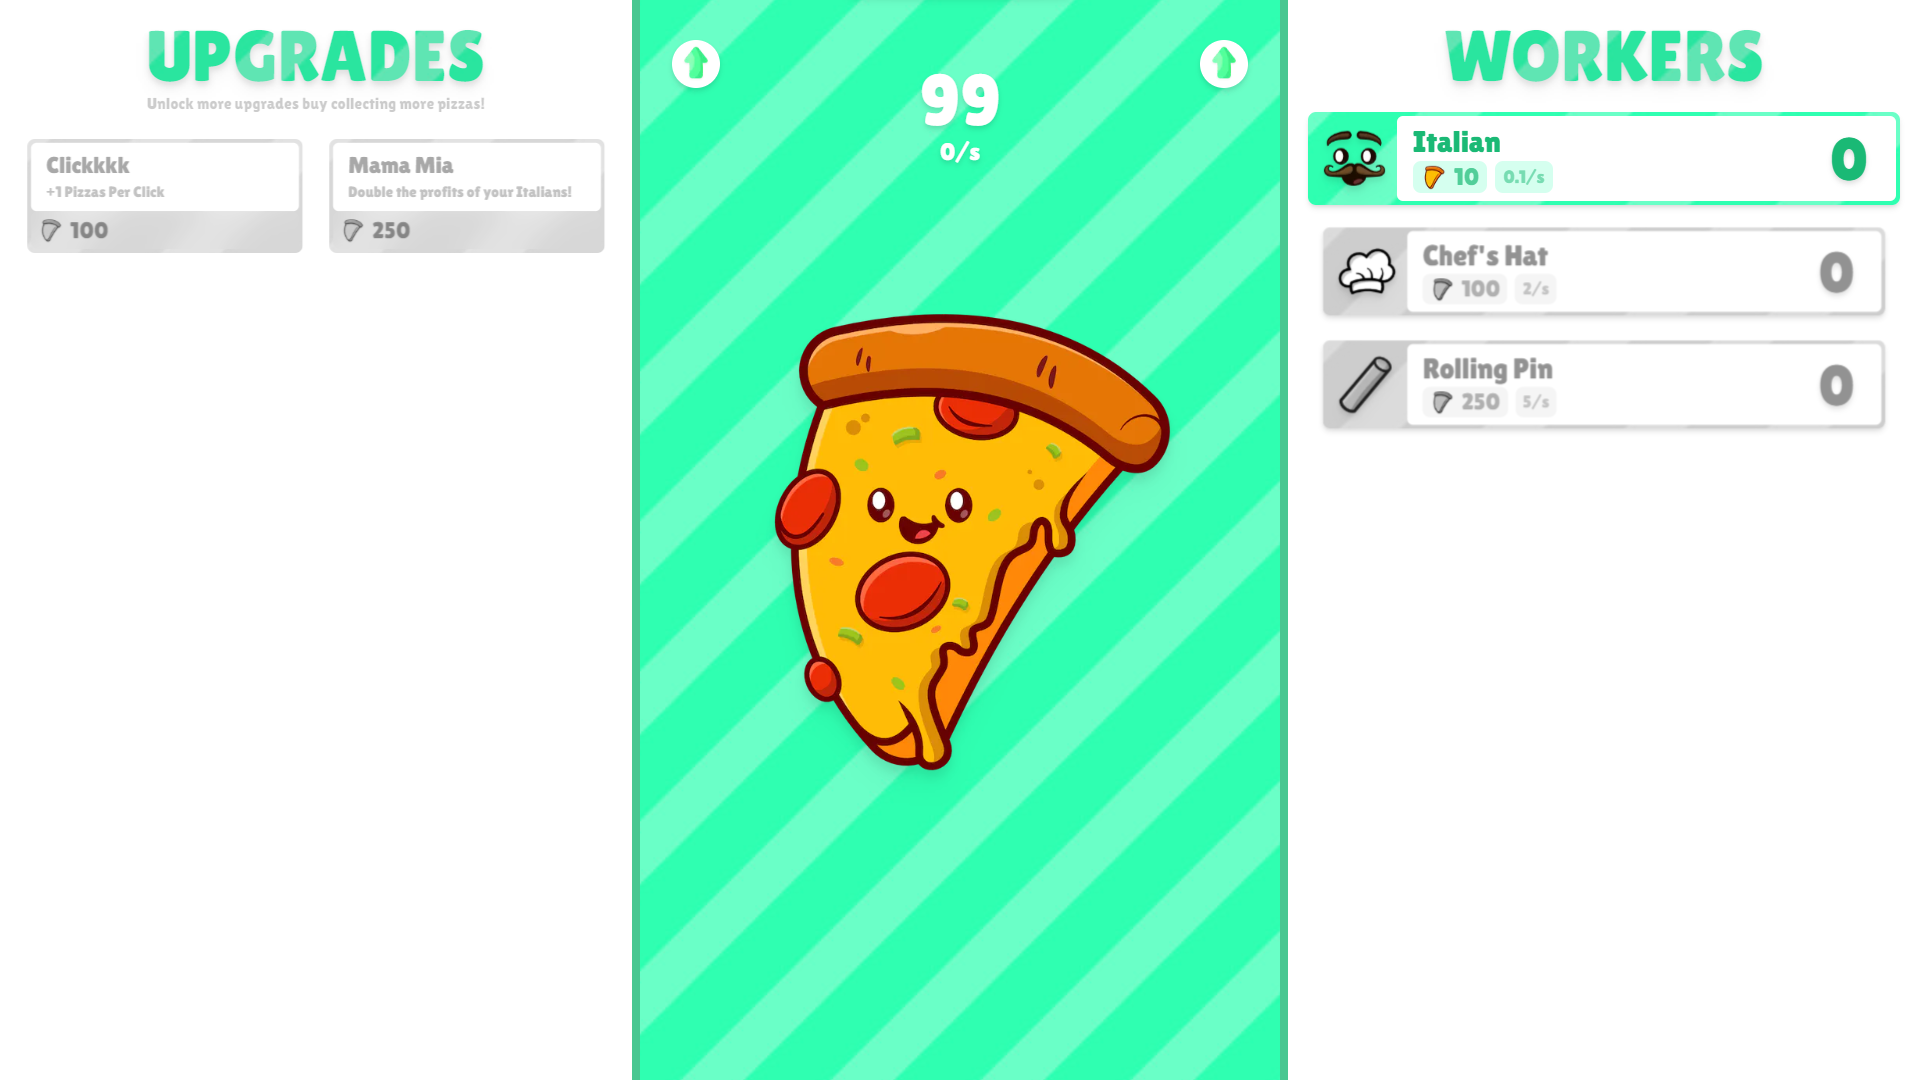 UPGRADES
Unlock more upgrades buy collecting more pizzas!
Clickkkk
+1 Pizzas Per Click
100
Mama Mia
Double the profits of your Italians!
250
99
0/s
WORKERS
Italian
10 0.1/s
0
Chef's Hat
100 2/s
0
Rolling Pin
250 5/s
0